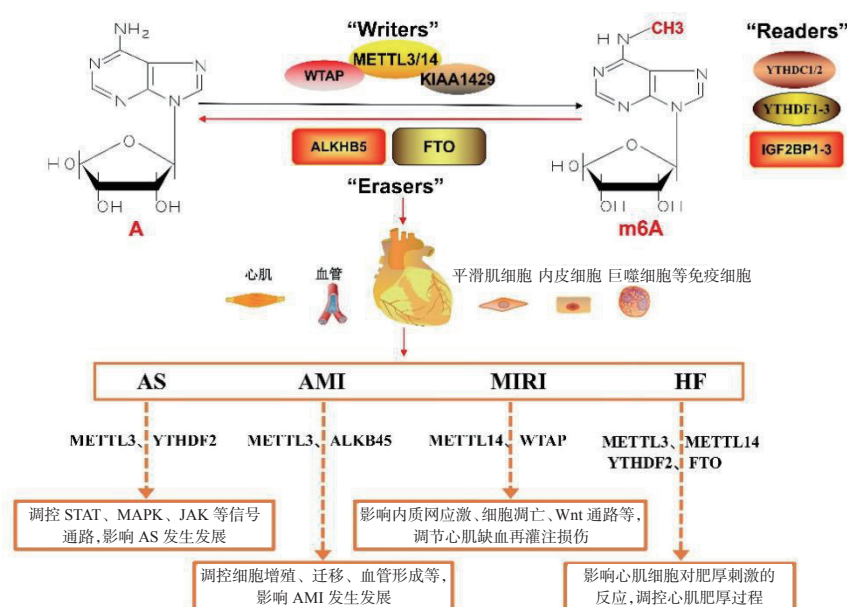 "Writers"
METTL3/14
WTAP
KIAA1429
NH₂
N
N
N
N
HO
O
OH
OH
A
ALKHB5
FTO
"Erasers"
H
N
CH3
N
N
N
N
HO
O
OH
OH
m6A
"Readers"
YTHDC1/2
YTHDF1-3
IGF2BP1-3
心肌
血管
平滑肌细胞
内皮细胞
巨噬细胞等免疫细胞
AS
AMI
MIRI
HF
METTL3、YTHDF2
METTL3、ALKB45
METTL14、WTAP
METTL3、METTL14
YTHDF2、FTO
调控 STAT、MAPK、JAK 等信号
通路,影响 AS 发生发展
影响内质网应激、细胞凋亡、Wnt 通路等,
调节心肌缺血再灌注损伤
调控细胞增殖、迁移、血管形成等,
影响 AMI 发生发展
影响心肌细胞对肥厚刺激的
反应,调控心肌肥厚过程